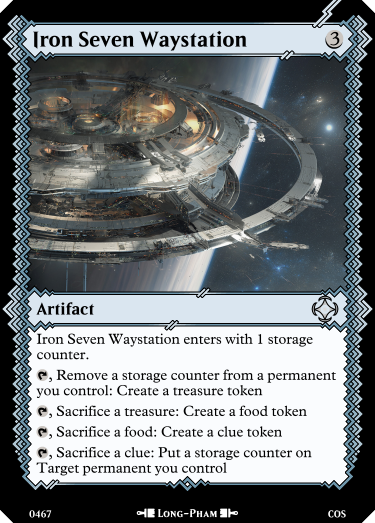 Iron Seven Waystation 3
Artifact
Iron Seven Waystation enters with 1 storage
counter.
, Remove a storage counter from a permanent
you control: Create a treasure token
, Sacrifice a treasure: Create a food token
, Sacrifice a food: Create a clue token
, Sacrifice a clue: Put a storage counter on
Target permanent you control
0467 Long-Pham COS